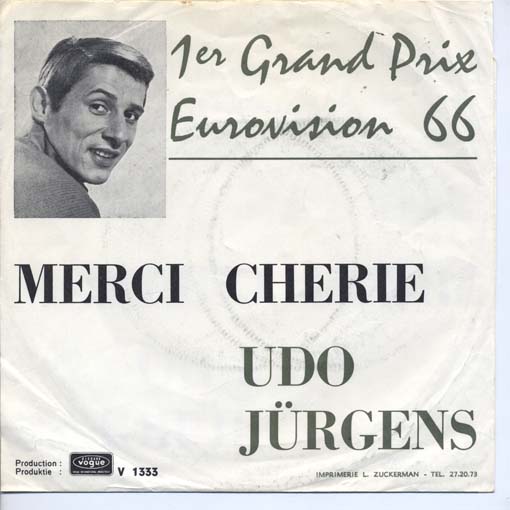 1er Grand Prix
Eurovision 66
MERCI CHERIE
UDO
JÜRGENS
Production :
Produktie :
vogue
V 1333
IMPRIMERIE L. ZUCKERMAN - TEL. 27.20.73